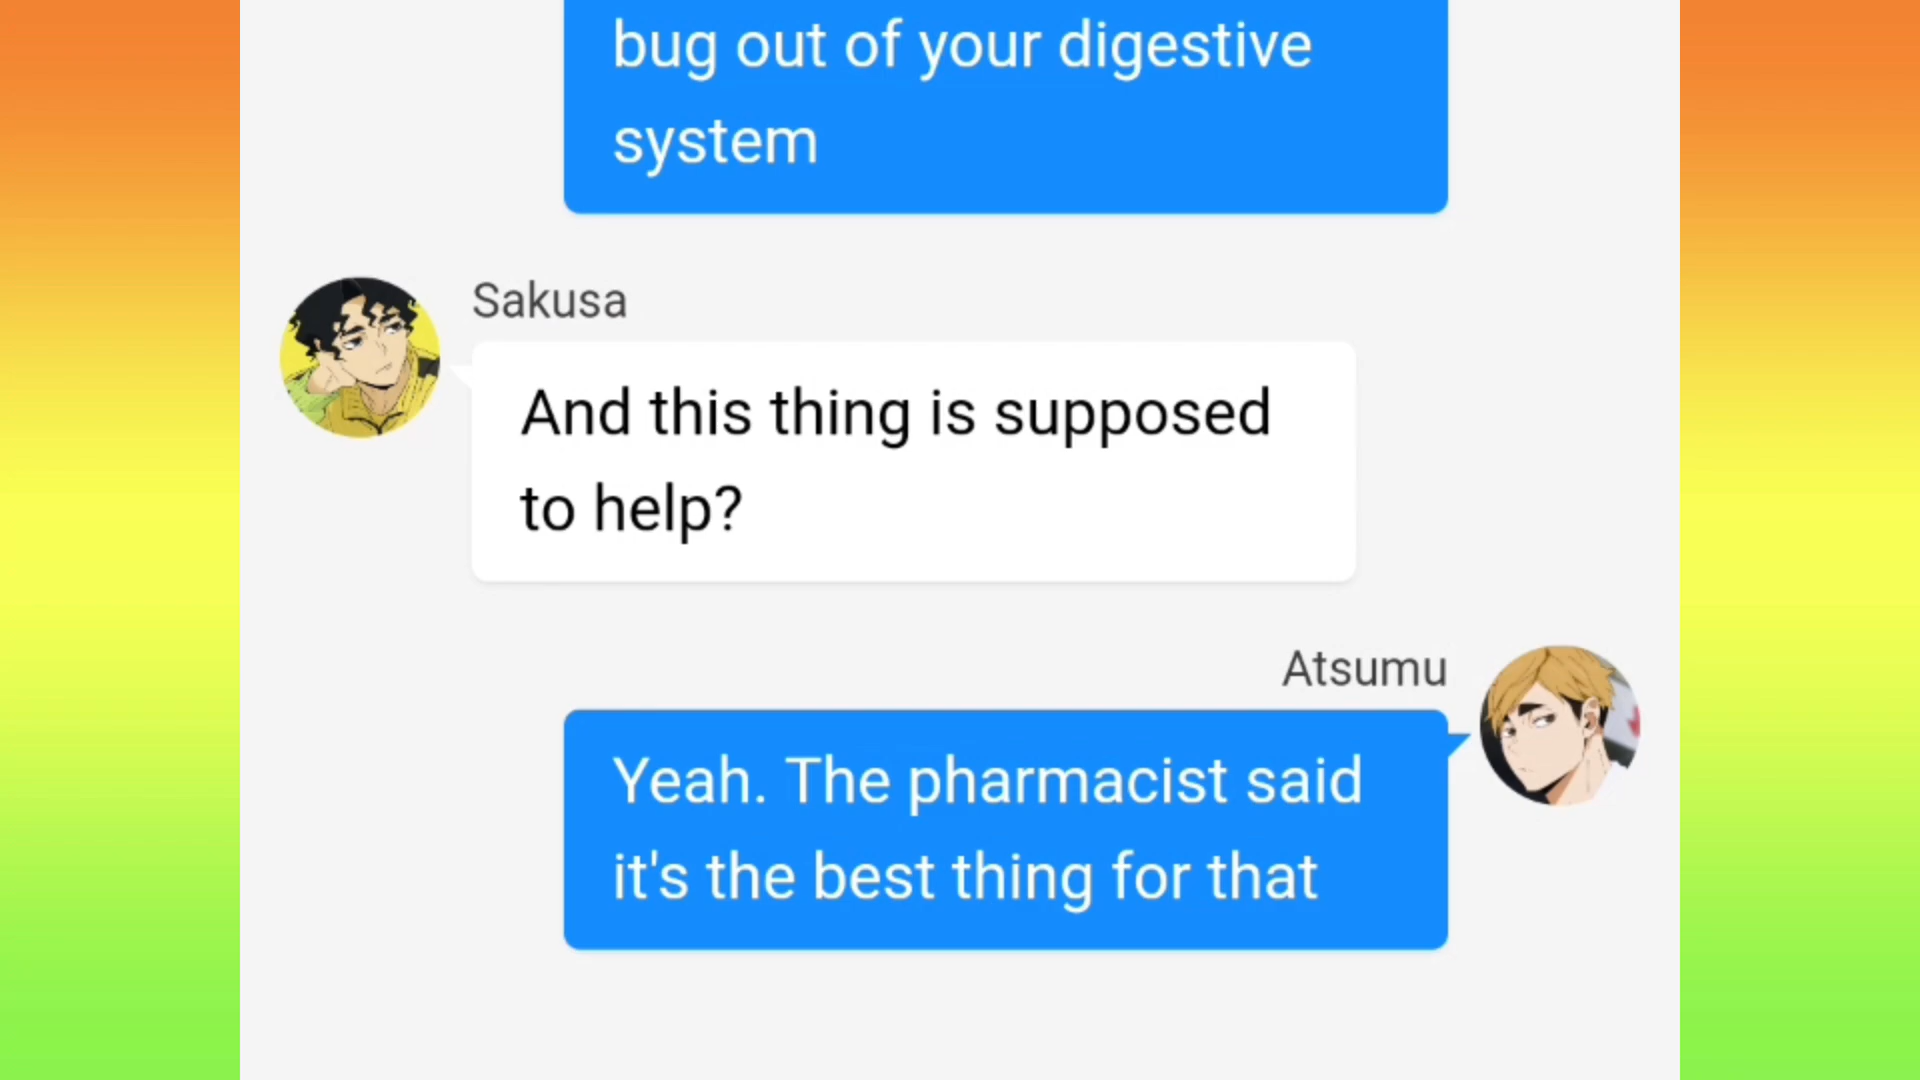 bug out of your digestive
system
Sakusa
And this thing is supposed
to help?
Atsumu
Yeah. The pharmacist said
it's the best thing for that